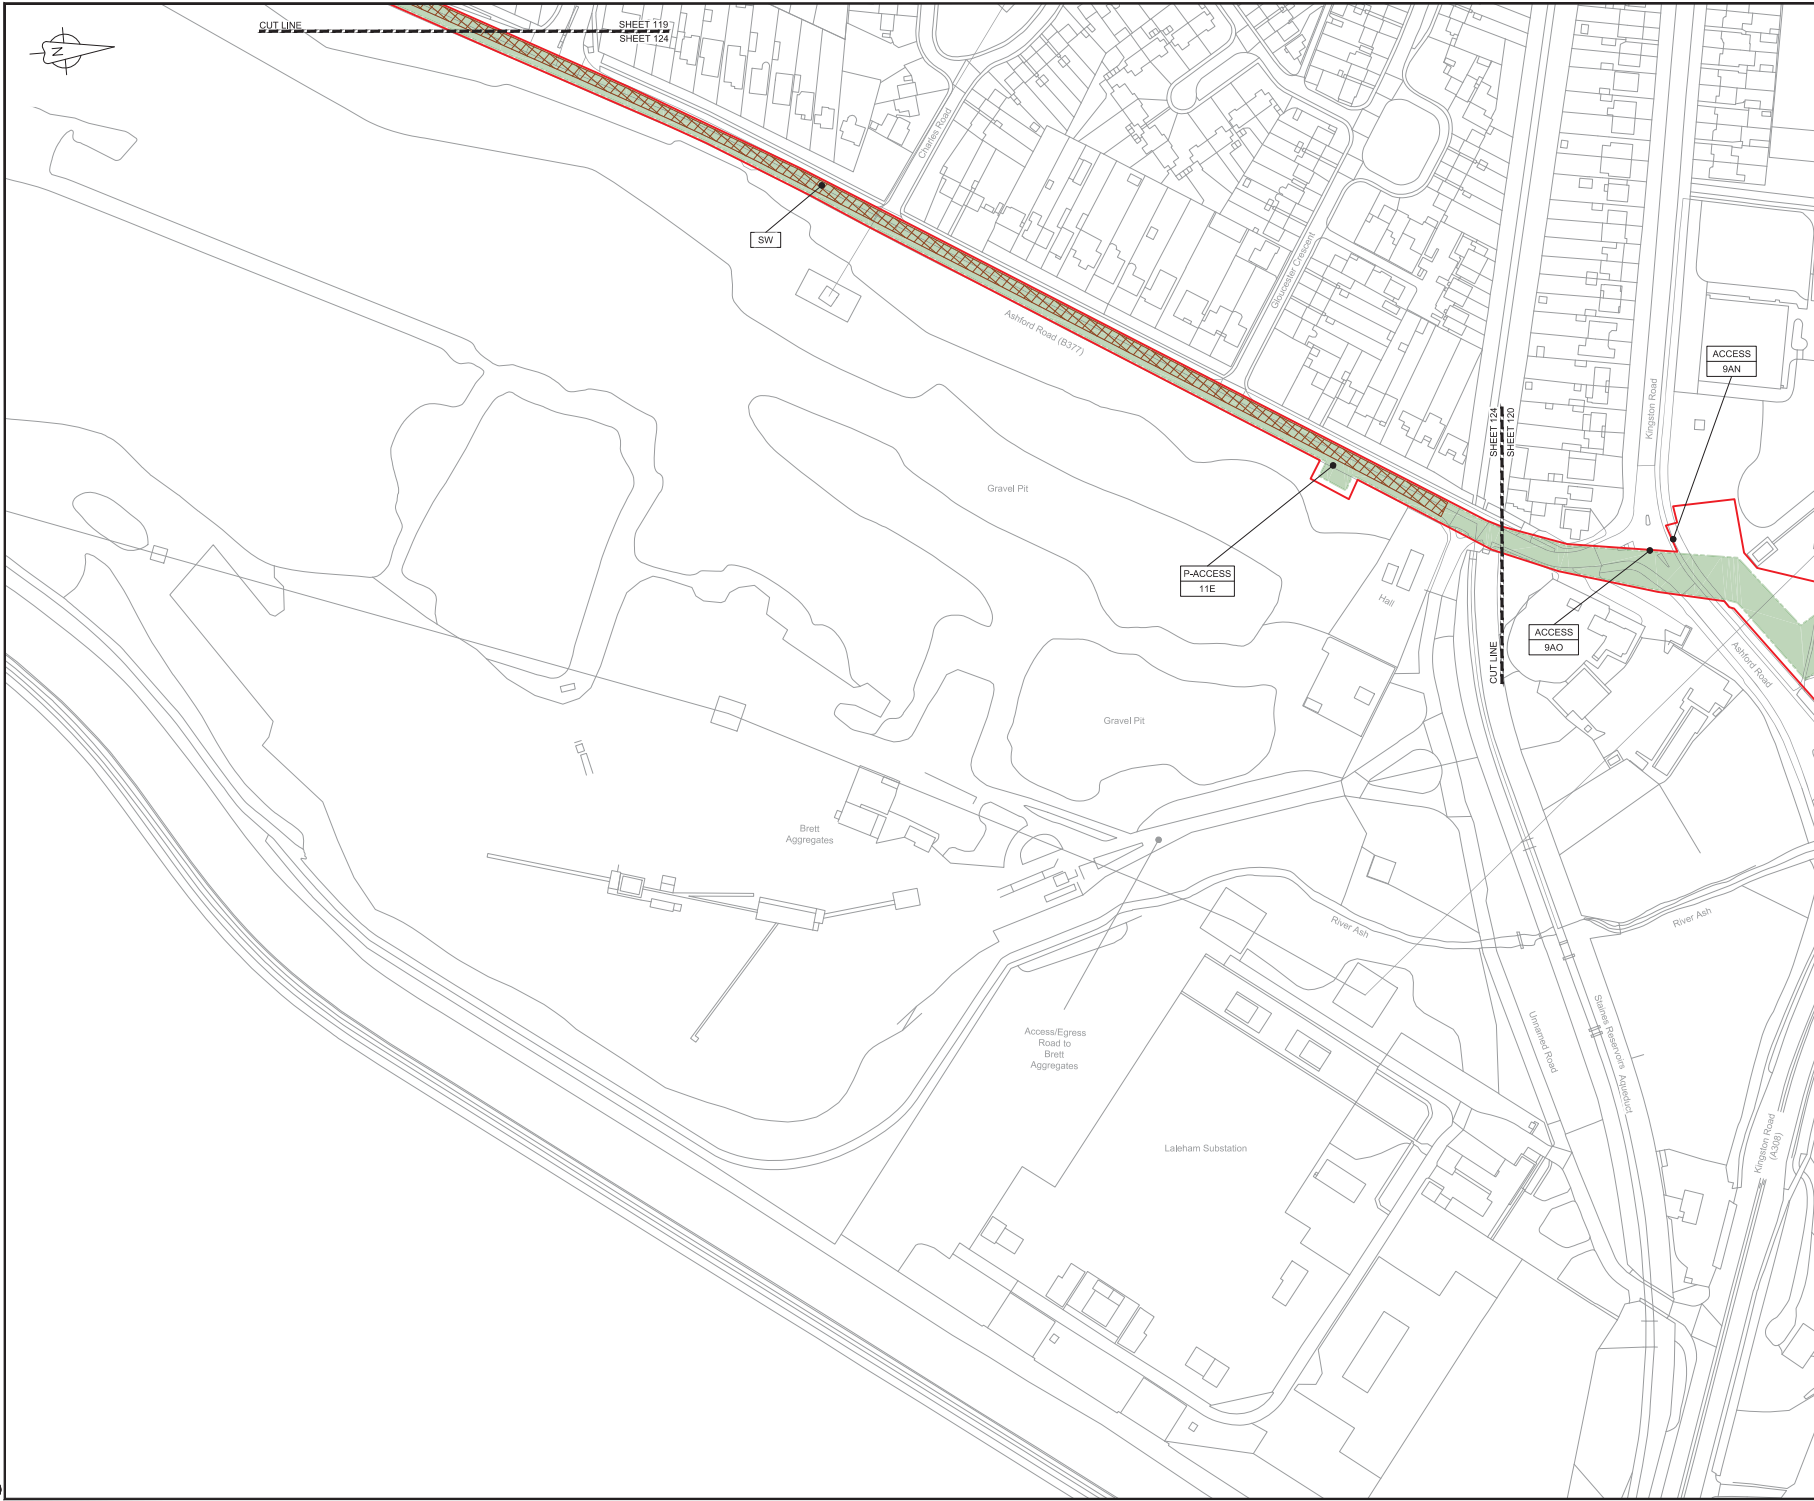 CUT LINE
SHEET 119
SHEET 124
N
Charles Road
SW
Gloucester Crescent
Ashford Road (B377)
ACCESS
9AN
Kingston Road
SHEET 124
SHEET 120
CUT LINE
Gravel Pit
P-ACCESS
11E
Hall
ACCESS
9AO
Ashford Road
Gravel Pit
Brett
Aggregates
River Ash
River Ash
Access/Egress
Road to
Brett
Aggregates
Unnamed Road
Staines Reservoirs Aqueduct
Laleham Substation
Kingston Road
(A308)